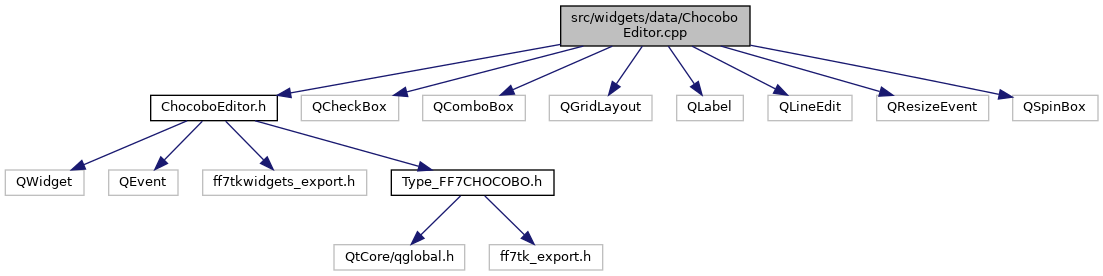 src/widgets/data/Chocobo
Editor.cpp
ChocoboEditor.h
QCheckBox
QComboBox
QGridLayout
QLabel
QLineEdit
QResizeEvent
QSpinBox
QWidget
QEvent
ff7tkwidgets_export.h
Type_FF7CHOCOBO.h
QtCore/qglobal.h
ff7tk_export.h